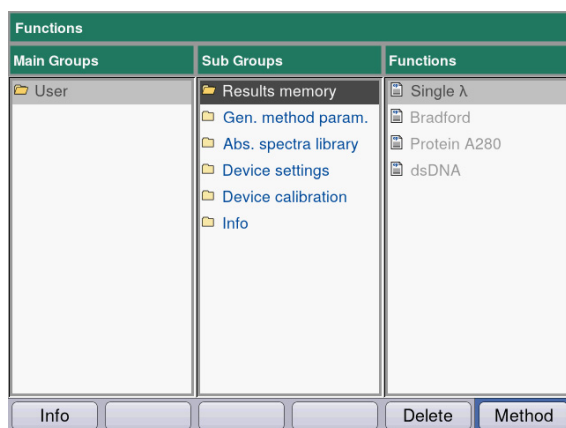 Functions
Main Groups
Sub Groups
Functions
User
Results memory
Gen. method param.
Abs. spectra library
Device settings
Device calibration
Info
Single λ
Bradford
Protein A280
dsDNA
Info
Delete
Method